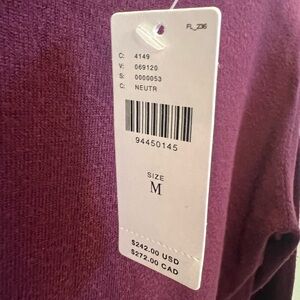 FL_Z36
C: 4149
V: 069120
S: 0000053
C: NEUTR
94450145
SIZE
M
$242.00 USD
$272.00 CAD